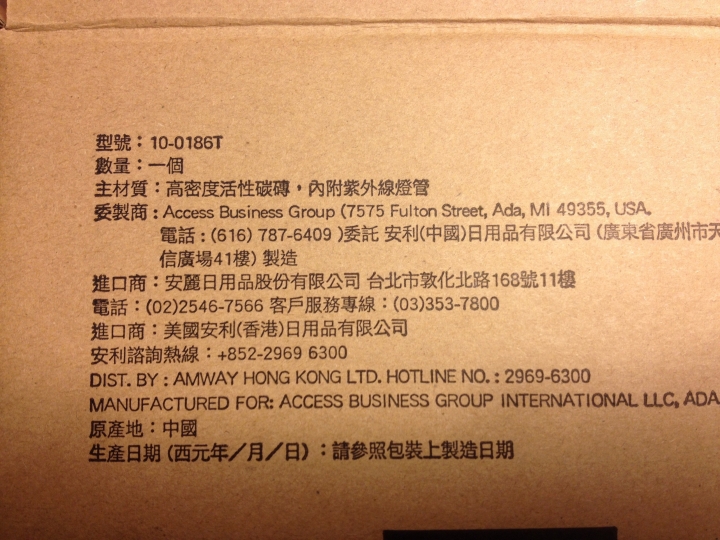 型號：10-0186T
數量：一個
主材質：高密度活性碳磚，內附紫外線燈管
委製商：Access Business Group (7575 Fulton Street, Ada, MI 49355, USA.
電話：(616) 787-6409 )委託 安利(中國)日用品有限公司 (廣東省廣州市天
信廣場41樓) 製造
進口商：安麗日用品股份有限公司 台北市敦化北路168號11樓
電話：(02)2546-7566 客戶服務專線：(03)353-7800
進口商：美國安利(香港)日用品有限公司
安利諮詢熱線：+852-2969 6300
DIST. BY : AMWAY HONG KONG LTD. HOTLINE NO. : 2969-6300
MANUFACTURED FOR: ACCESS BUSINESS GROUP INTERNATIONAL LLC, ADA
原產地：中國
生產日期 (西元年／月／日)：請參照包裝上製造日期